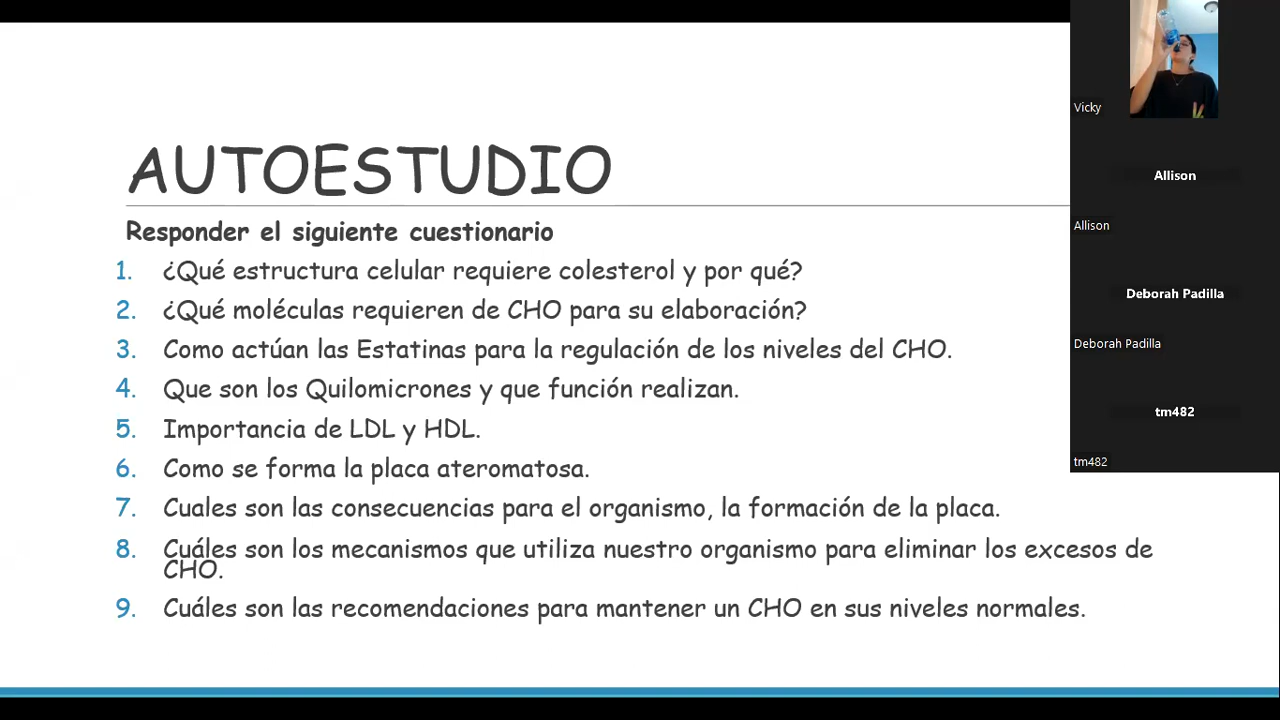 AUTOESTUDIO
Responder el siguiente cuestionario
1. ¿Qué estructura celular requiere colesterol y por qué?
2. ¿Qué moléculas requieren de CHO para su elaboración?
3. Como actúan las Estatinas para la regulación de los niveles del CHO.
4. Que son los Quilomicrones y que función realizan.
5. Importancia de LDL y HDL.
6. Como se forma la placa ateromatosa.
7. Cuales son las consecuencias para el organismo, la formación de la placa.
8. Cuáles son los mecanismos que utiliza nuestro organismo para eliminar los excesos de
CHO.
9. Cuáles son las recomendaciones para mantener un CHO en sus niveles normales.
Vicky
Allison
Allison
Deborah Padilla
Deborah Padilla
tm482
tm482